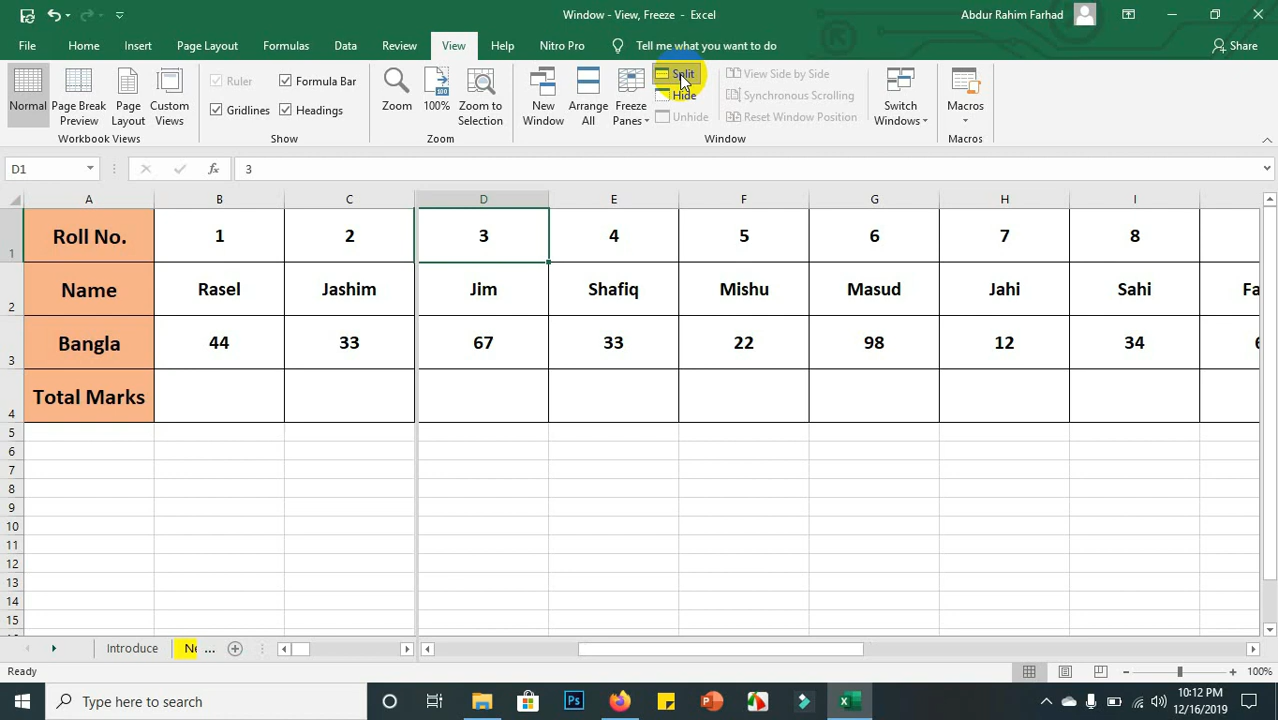 Window - View, Freeze - Excel
Abdur Rahim Farhad
File Home Insert Page Layout Formulas Data Review View Help Nitro Pro Tell me what you want to do Share
Normal
Page Break Preview
Page Layout
Custom Views
Workbook Views
Ruler
Formula Bar
Gridlines
Headings
Show
Zoom
100%
Zoom to Selection
Zoom
New Window
Arrange All
Freeze Panes
Split
Hide
Unhide
View Side by Side
Synchronous Scrolling
Reset Window Position
Window
Switch Windows
Macros
Macros
D1
fx
3
A B C D E F G H I
1 Roll No. 1 2 3 4 5 6 7 8
2 Name Rasel Jashim Jim Shafiq Mishu Masud Jahi Sahi Fa
3 Bangla 44 33 67 33 22 98 12 34
4 Total Marks
5
6
7
8
9
10
11
12
13
14
15
Introduce Ne ...
Ready
100%
Type here to search
Ps
10:12 PM
12/16/2019